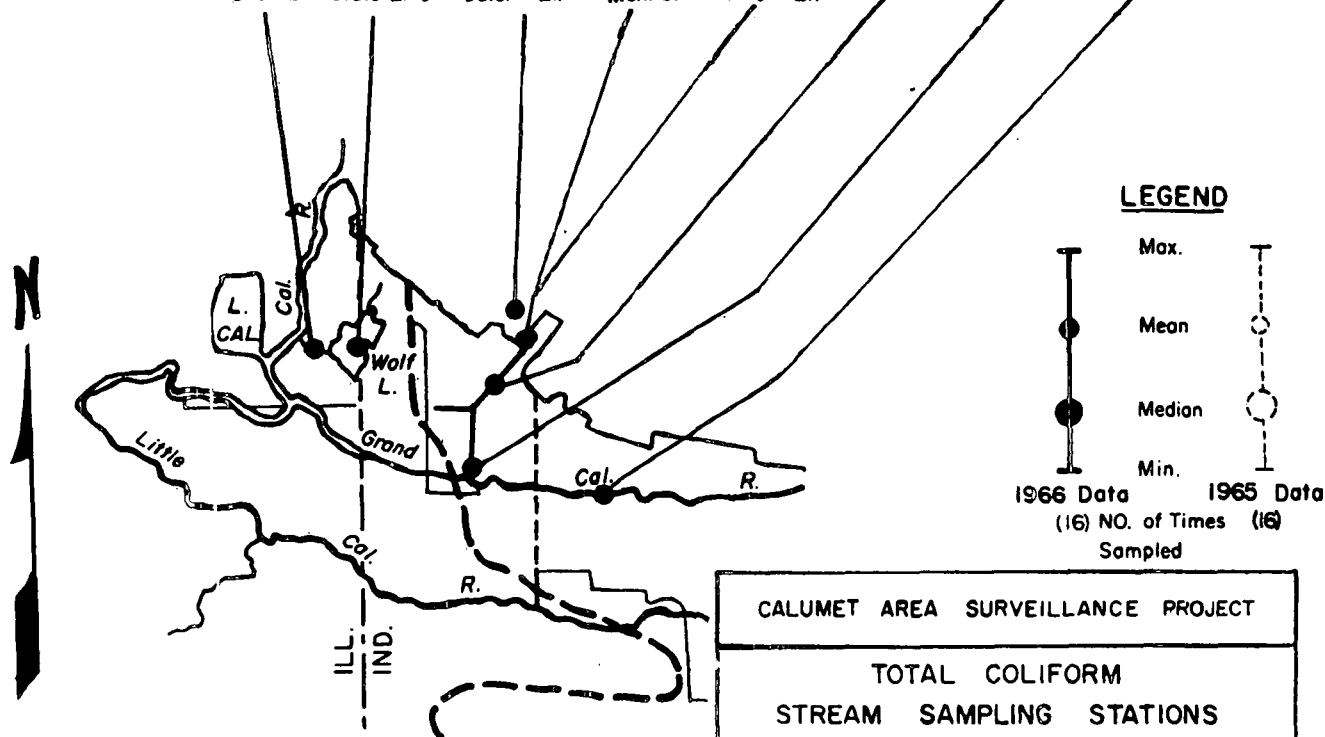 N
R.
Cal.
L.
CAL
Wolf
L.
Little
Grand
Cal.
R.
Cal.
R.
ILL.
IND.
LEGEND
Max.
Mean
Median
Min.
1966 Data 1965 Data
(16) NO. of Times (16)
Sampled
CALUMET AREA SURVEILLANCE PROJECT
TOTAL COLIFORM
STREAM SAMPLING STATIONS